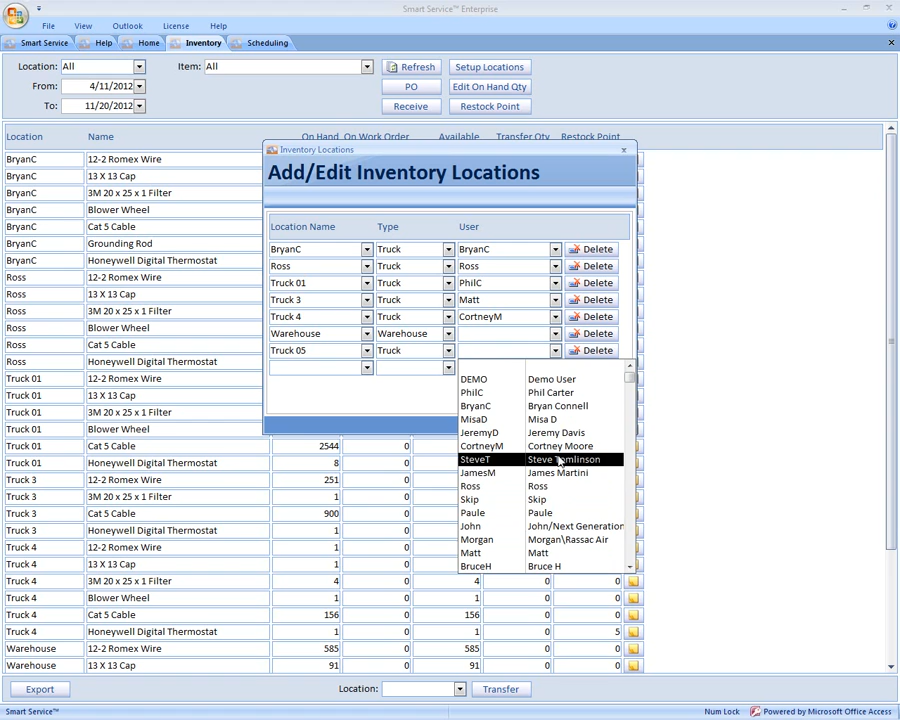 Smart Service™ Enterprise
File View Outlook License Help
Smart Service Help Home Inventory Scheduling
Location: All Item: All Refresh Setup Locations
From: 4/11/2012 PO Edit On Hand Qty
To: 11/20/2012 Receive Restock Point
Location Name On Hand On Work Order Available Transfer Qty Restock Point
Inventory Locations
Add/Edit Inventory Locations
Location Name Type User
BryanC Truck BryanC Delete
Ross Truck Ross Delete
Truck 01 Truck PhilC Delete
Truck 3 Truck Matt Delete
Truck 4 Truck CortneyM Delete
Warehouse Warehouse Delete
Truck 05 Truck Delete
DEMO Demo User
PhilC Phil Carter
BryanC Bryan Connell
MisaD Misa D
JeremyD Jeremy Davis
CortneyM Cortney Moore
SteveT Steve Tomlinson
JamesM James Martini
Ross Ross
Skip Skip
Paule Paule
John John/Next Generation
Morgan Morgan\Rassac Air
Matt Matt
BruceH Bruce H
BryanC 12-2 Romex Wire
BryanC 13 X 13 Cap
BryanC 3M 20 x 25 x 1 Filter
BryanC Blower Wheel
BryanC Cat 5 Cable
BryanC Grounding Rod
BryanC Honeywell Digital Thermostat
Ross 12-2 Romex Wire
Ross 13 X 13 Cap
Ross 3M 20 x 25 x 1 Filter
Ross Blower Wheel
Ross Cat 5 Cable
Ross Honeywell Digital Thermostat
Truck 01 12-2 Romex Wire
Truck 01 13 X 13 Cap
Truck 01 3M 20 x 25 x 1 Filter
Truck 01 Blower Wheel
Truck 01 Cat 5 Cable 2544 0
Truck 01 Honeywell Digital Thermostat 8 0
Truck 3 12-2 Romex Wire 251 0
Truck 3 3M 20 x 25 x 1 Filter 1 0
Truck 3 Cat 5 Cable 900 0
Truck 3 Honeywell Digital Thermostat 1 0
Truck 4 12-2 Romex Wire 1 0
Truck 4 13 X 13 Cap 1 0
Truck 4 3M 20 x 25 x 1 Filter 4 0 4 0 0
Truck 4 Blower Wheel 1 0 1 0 0
Truck 4 Cat 5 Cable 156 0 156 0 0
Truck 4 Honeywell Digital Thermostat 1 0 1 0 5
Warehouse 12-2 Romex Wire 585 0 585 0 0
Warehouse 13 X 13 Cap 91 0 91 0 0
Export Location: Transfer
Smart Service™ Num Lock Powered by Microsoft Office Access